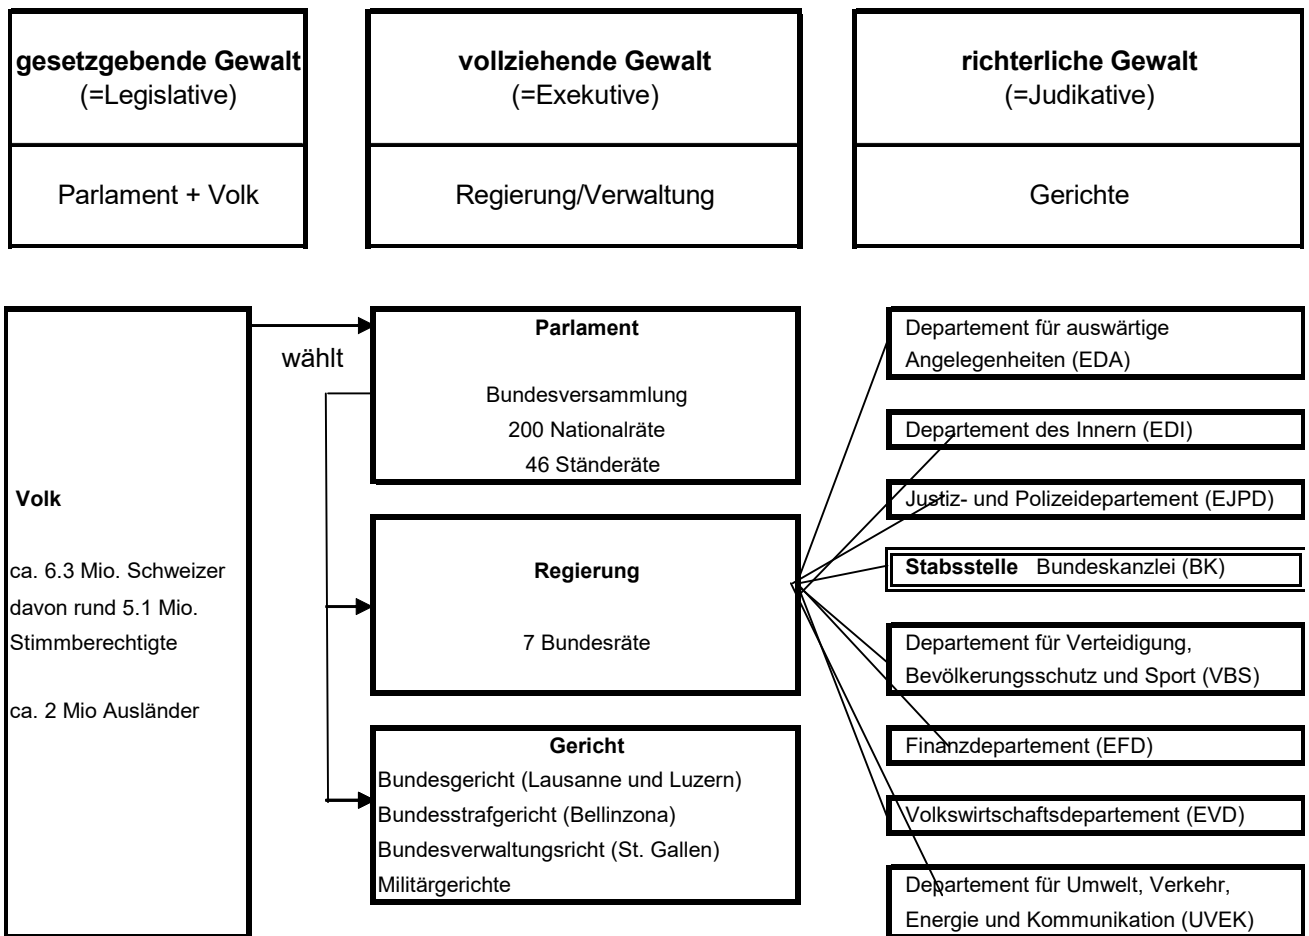 gesetzgebende Gewalt
(=Legislative)
Parlament + Volk
vollziehende Gewalt
(=Exekutive)
Regierung/Verwaltung
richterliche Gewalt
(=Judikative)
Gerichte
Volk
ca. 6.3 Mio. Schweizer
davon rund 5.1 Mio.
Stimmberechtigte
ca. 2 Mio Ausländer
wählt
Parlament
Bundesversammlung
200 Nationalräte
46 Ständeräte
Regierung
7 Bundesräte
Gericht
Bundesgericht (Lausanne und Luzern)
Bundesstrafgericht (Bellinzona)
Bundesverwaltungsricht (St. Gallen)
Militärgerichte
Departement für auswärtige
Angelegenheiten (EDA)
Departement des Innern (EDI)
Justiz- und Polizeidepartement (EJPD)
Stabsstelle Bundeskanzlei (BK)
Departement für Verteidigung,
Bevölkerungsschutz und Sport (VBS)
Finanzdepartement (EFD)
Volkswirtschaftsdepartement (EVD)
Departement für Umwelt, Verkehr,
Energie und Kommunikation (UVEK)